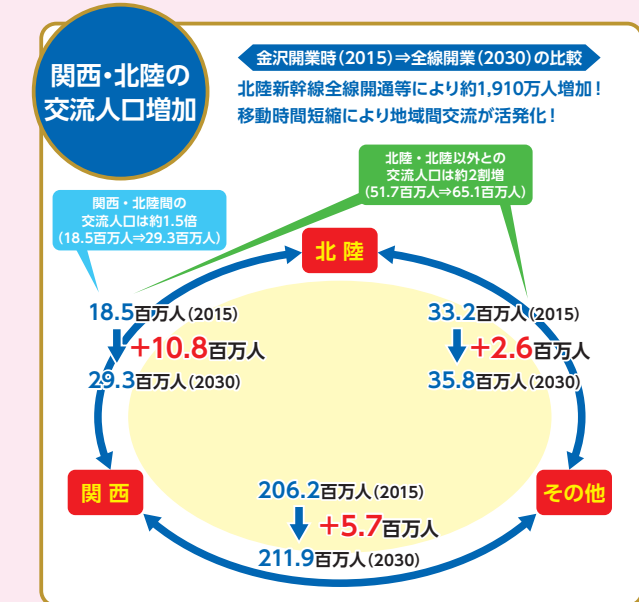 関西・北陸の
交流人口増加
金沢開業時(2015)⇒全線開業(2030)の比較
北陸新幹線全線開通等により約1,910万人増加！
移動時間短縮により地域間交流が活発化！
北陸・北陸以外との
交流人口は約2割増
(51.7百万人⇒65.1百万人)
関西・北陸間の
交流人口は約1.5倍
(18.5百万人⇒29.3百万人)
北陸
18.5百万人(2015)
+10.8百万人
29.3百万人(2030)
33.2百万人(2015)
+2.6百万人
35.8百万人(2030)
関西
その他
206.2百万人(2015)
+5.7百万人
211.9百万人(2030)